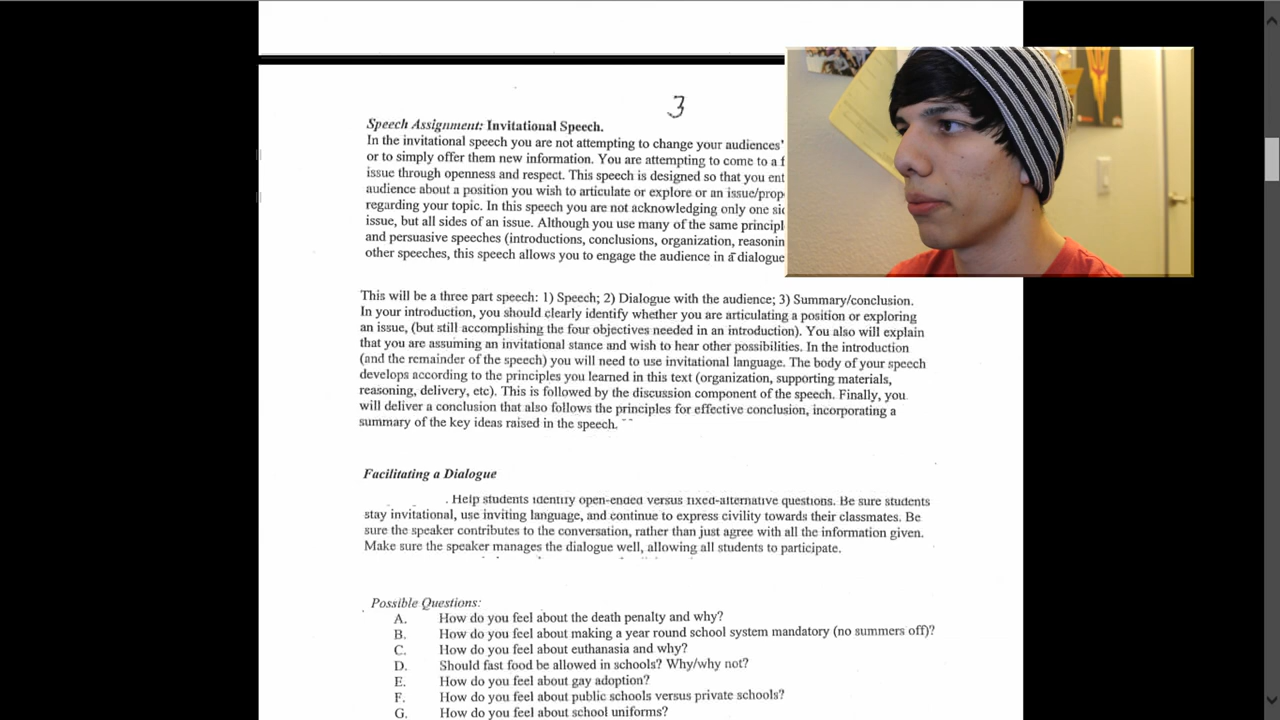 3
Speech Assignment: Invitational Speech.
In the invitational speech you are not attempting to change your audiences'
or to simply offer them new information. You are attempting to come to a f
issue through openness and respect. This speech is designed so that you ent
audience about a position you wish to articulate or explore or an issue/prop
regarding your topic. In this speech you are not acknowledging only one sid
issue, but all sides of an issue. Although you use many of the same principl
and persuasive speeches (introductions, conclusions, organization, reasonin
other speeches, this speech allows you to engage the audience in a dialogue
This will be a three part speech: 1) Speech; 2) Dialogue with the audience; 3) Summary/conclusion.
In your introduction, you should clearly identify whether you are articulating a position or exploring
an issue, (but still accomplishing the four objectives needed in an introduction). You also will explain
that you are assuming an invitational stance and wish to hear other possibilities. In the introduction
(and the remainder of the speech) you will need to use invitational language. The body of your speech
develops according to the principles you learned in this text (organization, supporting materials,
reasoning, delivery, etc). This is followed by the discussion component of the speech. Finally, you
will deliver a conclusion that also follows the principles for effective conclusion, incorporating a
summary of the key ideas raised in the speech.
Facilitating a Dialogue
. Help students identify open-ended versus fixed-alternative questions. Be sure students
stay invitational, use inviting language, and continue to express civility towards their classmates. Be
sure the speaker contributes to the conversation, rather than just agree with all the information given.
Make sure the speaker manages the dialogue well, allowing all students to participate.
Possible Questions:
A. How do you feel about the death penalty and why?
B. How do you feel about making a year round school system mandatory (no summers off)?
C. How do you feel about euthanasia and why?
D. Should fast food be allowed in schools? Why/why not?
E. How do you feel about gay adoption?
F. How do you feel about public schools versus private schools?
G. How do you feel about school uniforms?